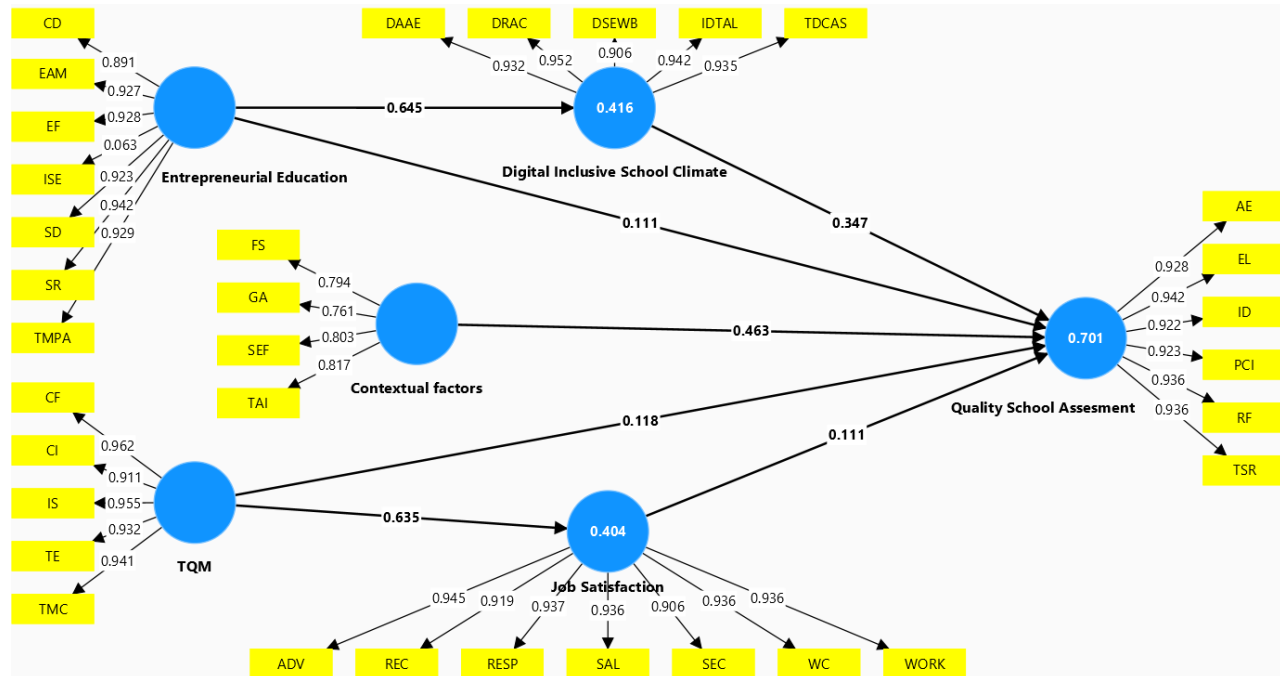 CD
DAAE
DRAC
DSEWB
IDTAL
TDCAS
0.891
0.932
0.952
0.906
0.942
0.935
EAM
0.927
EF
0.928
0.645
0.416
0.063
ISE
0.923
Entrepreneurial Education
Digital Inclusive School Climate
0.942
SD
0.929
0.111
0.347
AE
SR
FS
0.794
0.928
EL
TMPA
GA
0.761
0.942
ID
SEF
0.803
0.463
0.701
0.922
0.923
PCI
0.817
TAI
Contextual factors
0.936
Quality School Assesment
0.936
RF
CF
0.118
0.111
TSR
0.962
CI
0.911
IS
0.955
0.635
0.404
0.932
TE
TQM
0.941
Job Satisfaction
TMC
0.945
0.919
0.937
0.936
0.906
0.936
0.936
ADV
REC
RESP
SAL
SEC
WC
WORK